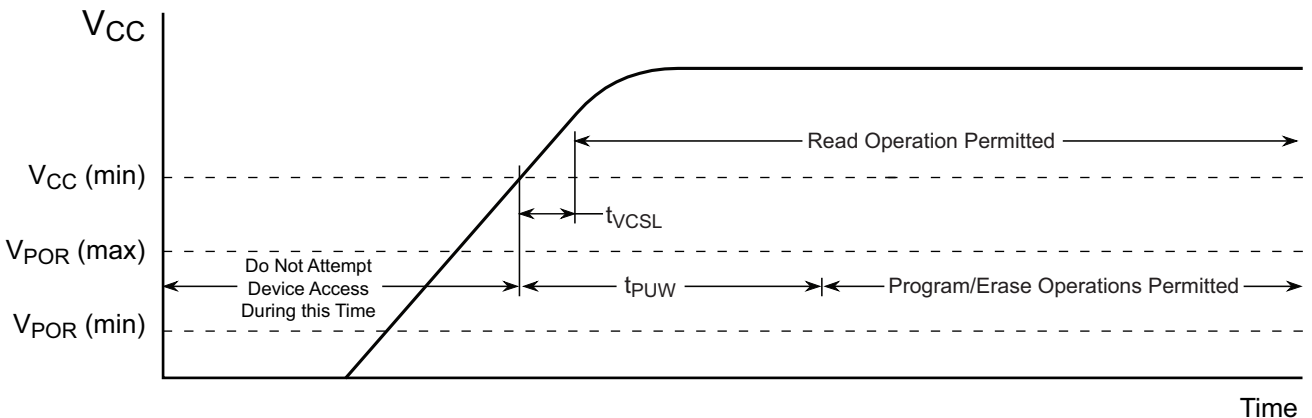 VCC
Read Operation Permitted
VCC (min)
tVCSL
VPOR (max)
Do Not Attempt
Device Access
During this Time
tPUW
Program/Erase Operations Permitted
VPOR (min)
Time